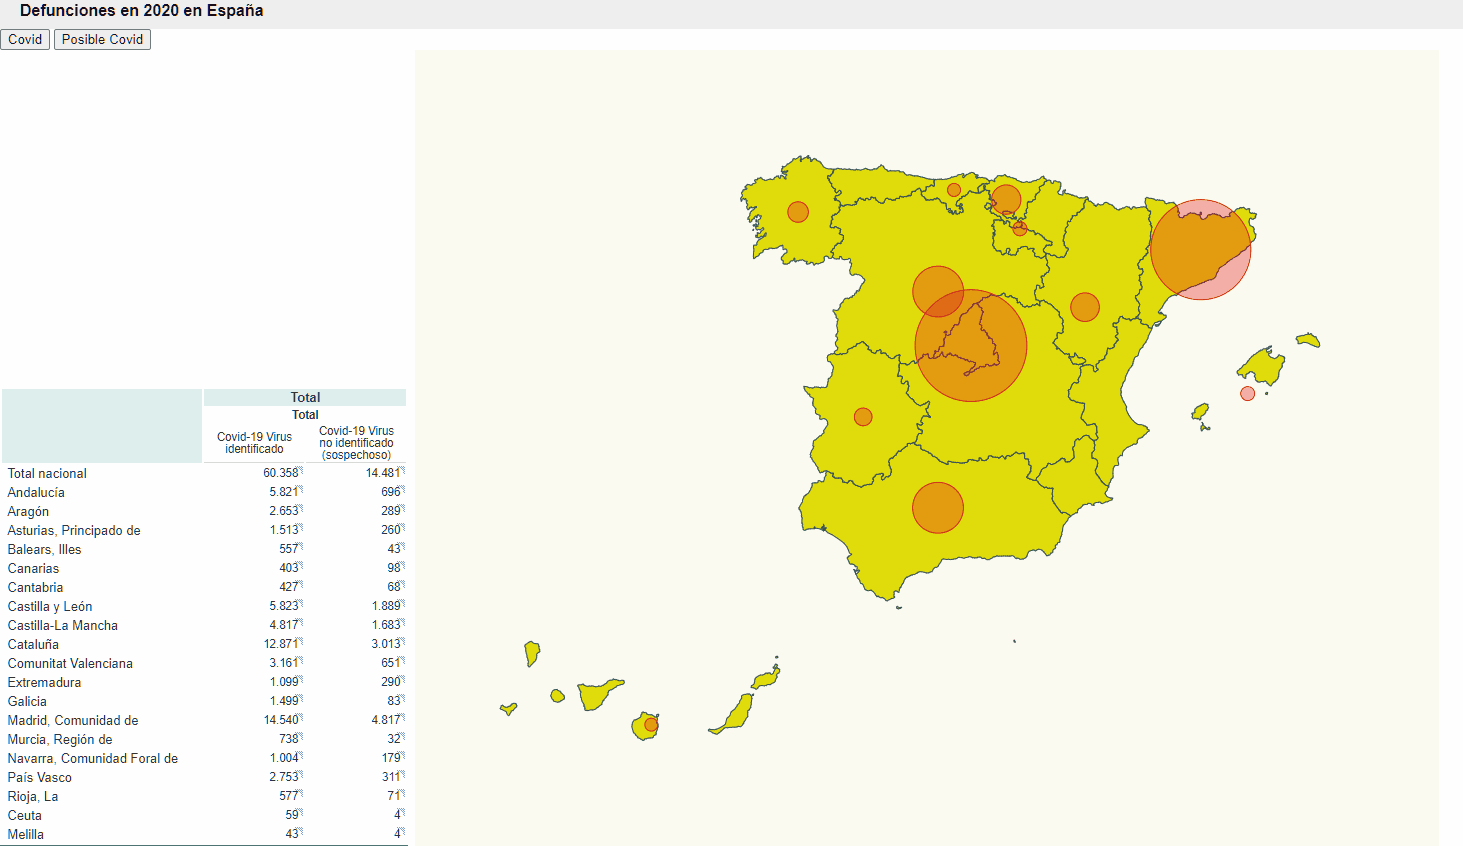 Defunciones en 2020 en España
Covid Posible Covid
Total
Total
Covid-19 Virus identificado
Covid-19 Virus no identificado (sospechoso)
Total nacional 60.358 14.481
Andalucía 5.821 696
Aragón 2.653 289
Asturias, Principado de 1.513 260
Balears, Illes 557 43
Canarias 403 98
Cantabria 427 68
Castilla y León 5.823 1.889
Castilla-La Mancha 4.817 1.683
Cataluña 12.871 3.013
Comunitat Valenciana 3.161 651
Extremadura 1.099 290
Galicia 1.499 83
Madrid, Comunidad de 14.540 4.817
Murcia, Región de 738 32
Navarra, Comunidad Foral de 1.004 179
País Vasco 2.753 311
Rioja, La 577 71
Ceuta 59 4
Melilla 43 4